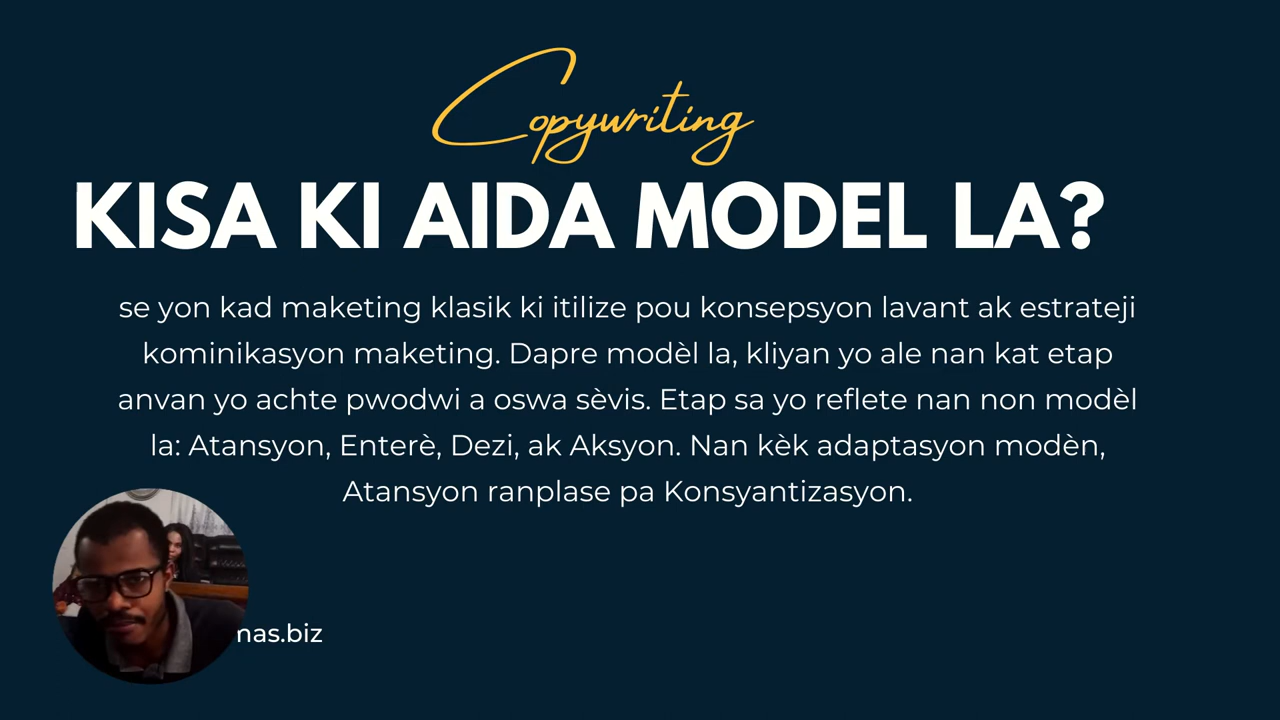 Copywriting
KISA KI AIDA MODEL LA?
se yon kad maketing klasik ki itilize pou konsepsyon lavant ak estrateji
kominikasyon maketing. Dapre modèl la, kliyan yo ale nan kat etap
anvan yo achte pwodwi a oswa sèvis. Etap sa yo reflete nan non modèl
la: Atansyon, Enterè, Dezi, ak Aksyon. Nan kèk adaptasyon modèn,
Atansyon ranplase pa Konsyantizasyon.
mas.biz